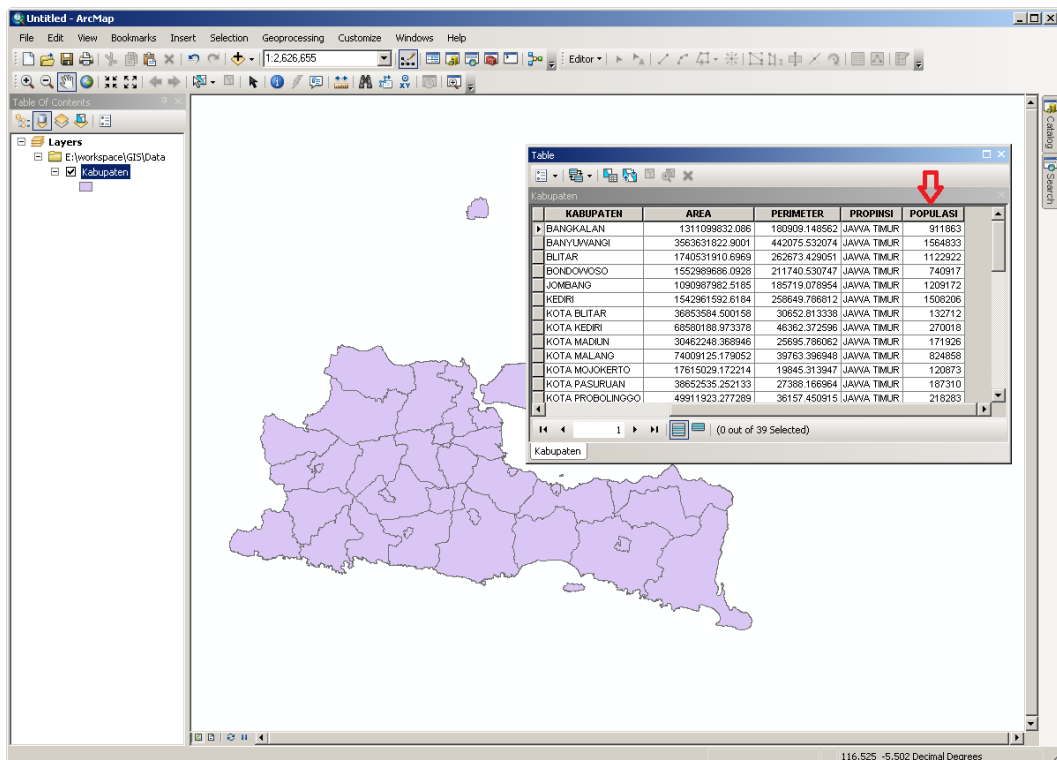 Untitled - ArcMap
File Edit View Bookmarks Insert Selection Geoprocessing Customize Windows Help
1:2,626,655 Editor
Table Of Contents
Layers
E:\workspace\GIS\Data
Kabupaten
Table
Kabupaten
KABUPATEN AREA PERIMETER PROPINSI POPULASI
BANGKALAN 1311099832.086 180909.148562 JAWA TIMUR 911863
BANYUWANGI 3563631822.9001 442075.532074 JAWA TIMUR 1564833
BLITAR 1740531910.6969 262673.429051 JAWA TIMUR 1122922
BONDOWOSO 1552989686.0928 211740.530747 JAWA TIMUR 740917
JOMBANG 1090987982.5185 185719.078954 JAWA TIMUR 1209172
KEDIRI 1542961592.6184 258649.786812 JAWA TIMUR 1508206
KOTA BLITAR 36853584.500158 30652.813338 JAWA TIMUR 132712
KOTA KEDIRI 68580188.973378 46362.372596 JAWA TIMUR 270018
KOTA MADIUN 30462248.368946 25695.786062 JAWA TIMUR 171926
KOTA MALANG 74009125.179052 39763.396948 JAWA TIMUR 824858
KOTA MOJOKERTO 17615029.172214 19845.313947 JAWA TIMUR 120873
KOTA PASURUAN 38652535.252133 27388.166964 JAWA TIMUR 187310
KOTA PROBOLINGGO 49911923.277289 36157.450915 JAWA TIMUR 218283
1 (0 out of 39 Selected)
Kabupaten
Catalog
Search
116.525 -5.502 Decimal Degrees